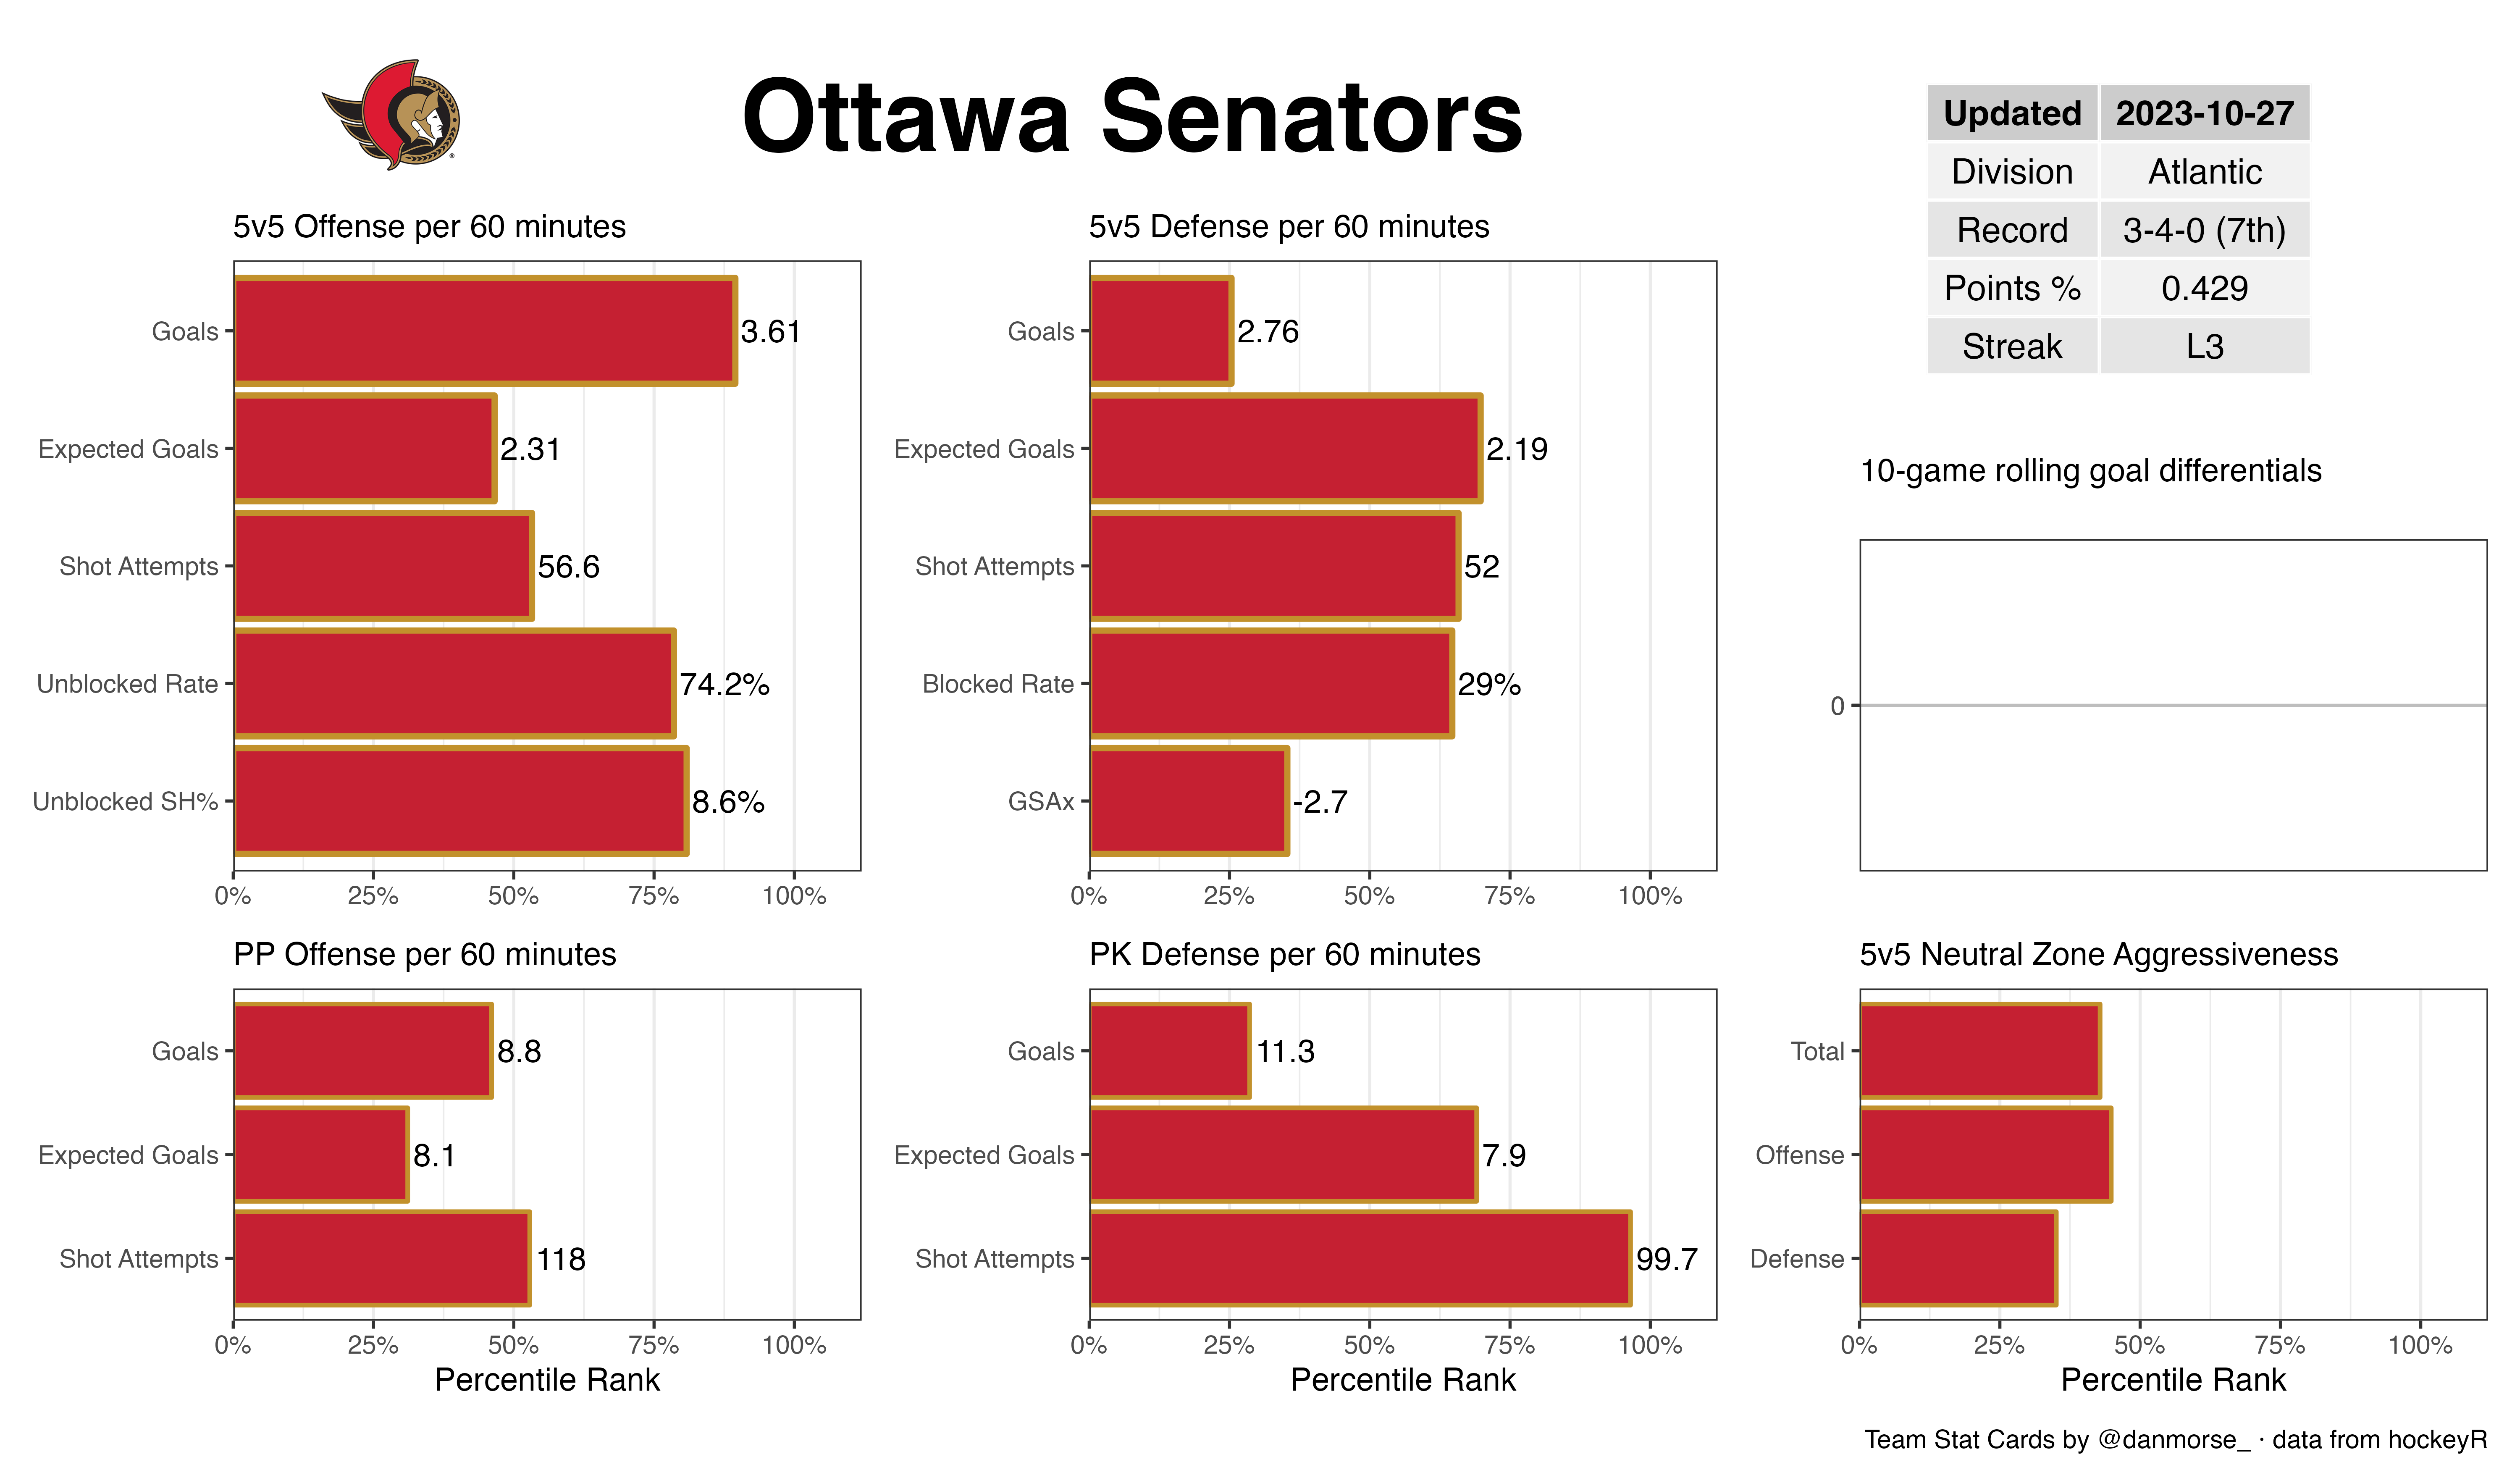 Ottawa Senators
Updated 2023-10-27
Division Atlantic
Record 3-4-0 (7th)
Points % 0.429
Streak L3
5v5 Offense per 60 minutes
Goals 3.61
Expected Goals 2.31
Shot Attempts 56.6
Unblocked Rate 74.2%
Unblocked SH% 8.6%
0% 25% 50% 75% 100%
5v5 Defense per 60 minutes
Goals 2.76
Expected Goals 2.19
Shot Attempts 52
Blocked Rate 29%
GSAx -2.7
0% 25% 50% 75% 100%
10-game rolling goal differentials
0
PP Offense per 60 minutes
Goals 8.8
Expected Goals 8.1
Shot Attempts 118
0% 25% 50% 75% 100%
Percentile Rank
PK Defense per 60 minutes
Goals 11.3
Expected Goals 7.9
Shot Attempts 99.7
0% 25% 50% 75% 100%
Percentile Rank
5v5 Neutral Zone Aggressiveness
Total
Offense
Defense
0% 25% 50% 75% 100%
Percentile Rank
Team Stat Cards by @danmorse_ · data from hockeyR